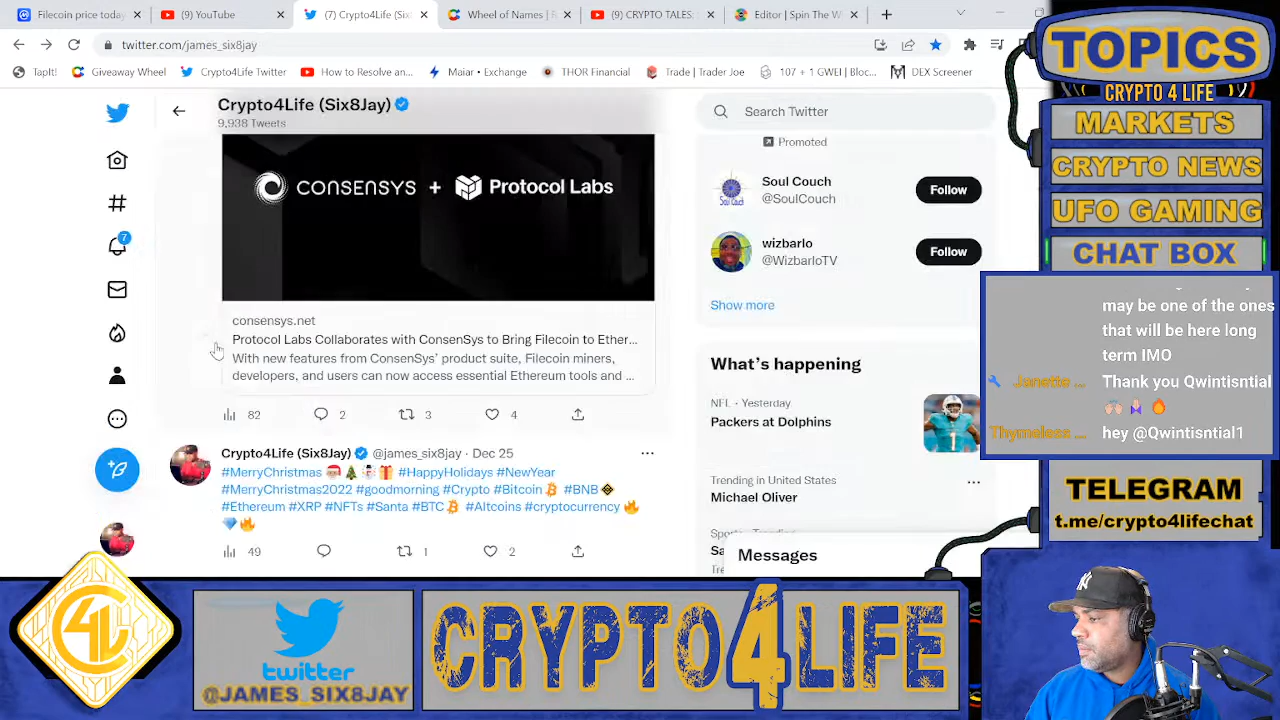 Filecoin price today
(9) YouTube
(7) Crypto4Life (Six
Wheel of Names | R
(9) CRYPTO TALES:
Editor | Spin The W
twitter.com/james_six8jay
TapIt!
Giveaway Wheel
Crypto4Life Twitter
How to Resolve an...
Maiar • Exchange
THOR Financial
Trade | Trader Joe
107 + 1 GWEI | Bloc...
DEX Screener
Crypto4Life (Six8Jay)
9,938 Tweets
Search Twitter
CONSENSYS + Protocol Labs
consensys.net
Protocol Labs Collaborates with ConsenSys to Bring Filecoin to Ether...
With new features from ConsenSys’ product suite, Filecoin miners,
developers, and users can now access essential Ethereum tools and ...
82
2
3
4
7
Crypto4Life (Six8Jay) @james_six8jay · Dec 25
#MerryChristmas 🎅🎄☃️🎁 #HappyHolidays #NewYear
#MerryChristmas2022 #goodmorning #Crypto #Bitcoin #BNB
#Ethereum #XRP #NFTs #Santa #BTC #Altcoins #cryptocurrency 🔥
💎🔥
49
1
2
Promoted
Soul Couch
@SoulCouch
Follow
wizbarlo
@WizbarloTV
Follow
Show more
What’s happening
NFL · Yesterday
Packers at Dolphins
Trending in United States
Michael Oliver
Sports · Trending
Messages
TOPICS
CRYPTO 4 LIFE
MARKETS
CRYPTO NEWS
UFO GAMING
CHAT BOX
may be one of the ones
that will be here long
term IMO
Janette ...
Thank you Qwintisntial
🙌🏻🙏🔥
Thymeless ...
hey @Qwintisntial1
TELEGRAM
t.me/crypto4lifechat
4L
twitter
@JAMES_SIX8JAY
CRYPTO4LIFE
NY